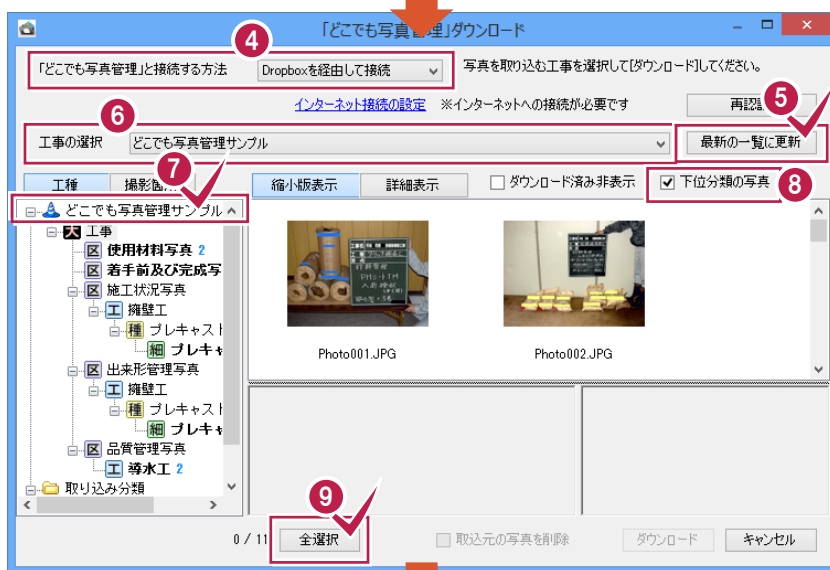 「どこでも写真管理」ダウンロード
4
「どこでも写真管理」と接続する方法 Dropboxを経由して接続 写真を取り込む工事を選択して[ダウンロード]してください。
インターネット接続の設定 ※インターネットへの接続が必要です 再認 5
6
工事の選択 どこでも写真管理サンプル 最新の一覧に更新
7
工種 撮影箇 縮小版表示 詳細表示 ダウンロード済み非表示 下位分類の写真 8
どこでも写真管理サンプル
大 工事
区 使用材料写真 2
区 着手前及び完成写
区 施工状況写真
工 擁壁工
種 プレキャスト
細 プレキャ
区 出来形管理写真
工 擁壁工
種 プレキャスト
細 プレキャ
区 品質管理写真
工 導水工 2
取り込み分類
Photo001.JPG Photo002.JPG
9
0 / 11 全選択 取込元の写真を削除 ダウンロード キャンセル